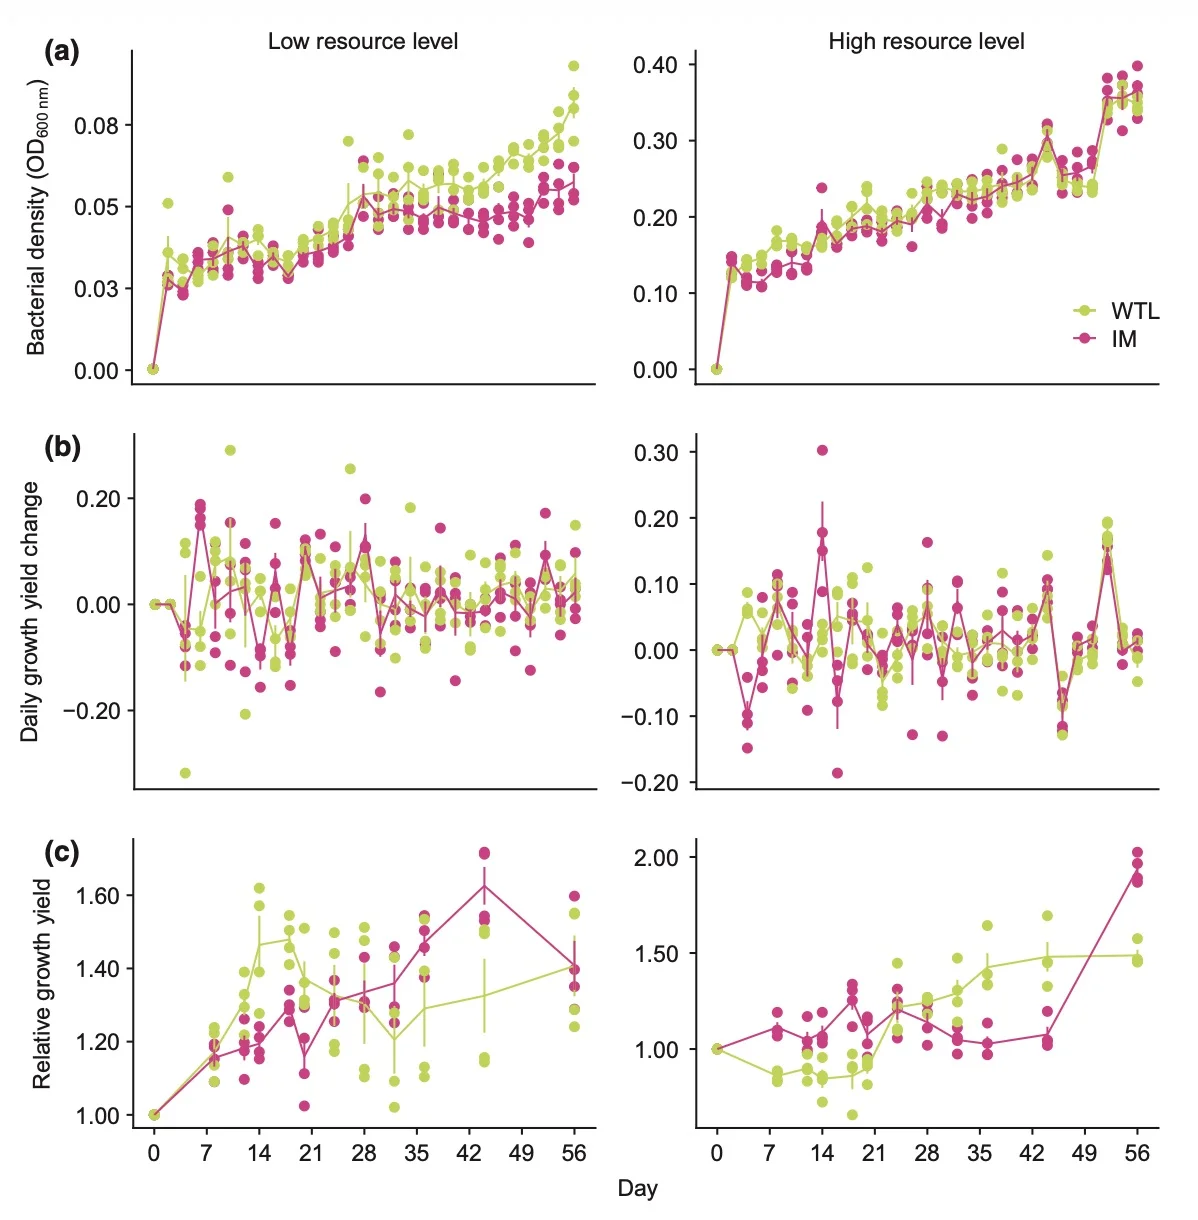 Low resource level
High resource level
(a)
Bacterial density (OD600 nm)
0.08
0.05
0.03
0.00
0.40
0.30
0.20
0.10
0.00
WTL
IM
(b)
Daily growth yield change
0.20
0.00
−0.20
0.30
0.20
0.10
0.00
−0.10
−0.20
(c)
Relative growth yield
1.60
1.40
1.20
1.00
2.00
1.50
1.00
0 7 14 21 28 35 42 49 56
0 7 14 21 28 35 42 49 56
Day